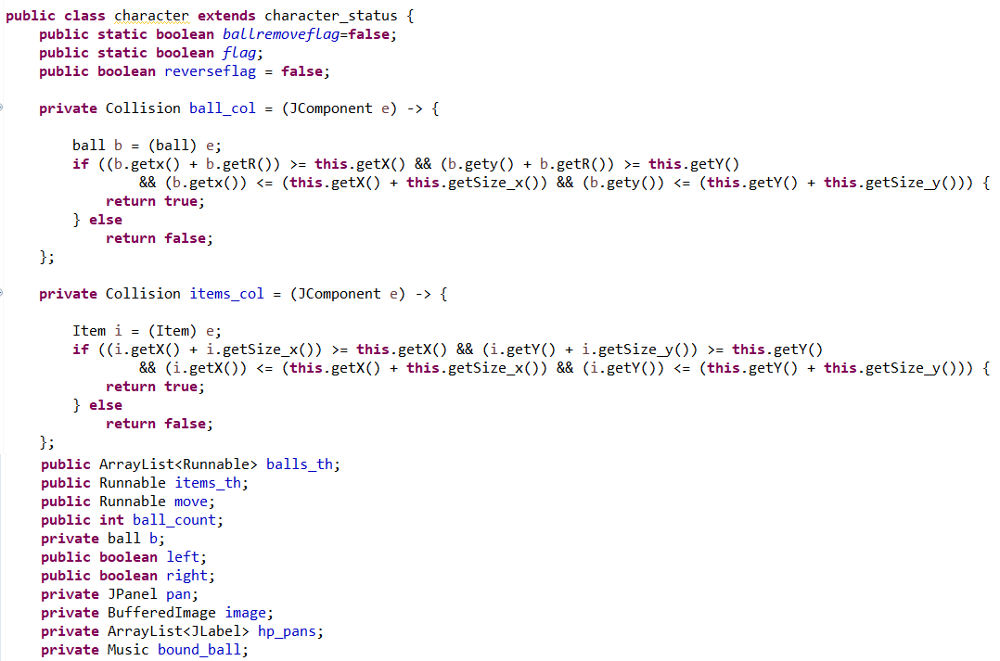 public class character extends character_status {
    public static boolean ballremoveflag=false;
    public static boolean flag;
    public boolean reverseflag = false;

    private Collision ball_col = (JComponent e) -> {

        ball b = (ball) e;
        if ((b.getx() + b.getR()) >= this.getX() && (b.gety() + b.getR()) >= this.getY()
                && (b.getx()) <= (this.getX() + this.getSize_x()) && (b.gety()) <= (this.getY() + this.getSize_y())) {
            return true;
        } else
            return false;
    };

    private Collision items_col = (JComponent e) -> {

        Item i = (Item) e;
        if ((i.getX() + i.getSize_x()) >= this.getX() && (i.getY() + i.getSize_y()) >= this.getY()
                && (i.getX()) <= (this.getX() + this.getSize_x()) && (i.getY()) <= (this.getY() + this.getSize_y())) {
            return true;
        } else
            return false;
    };
    public ArrayList<Runnable> balls_th;
    public Runnable items_th;
    public Runnable move;
    public int ball_count;
    private ball b;
    public boolean left;
    public boolean right;
    private JPanel pan;
    private BufferedImage image;
    private ArrayList<JLabel> hp_pans;
    private Music bound_ball;